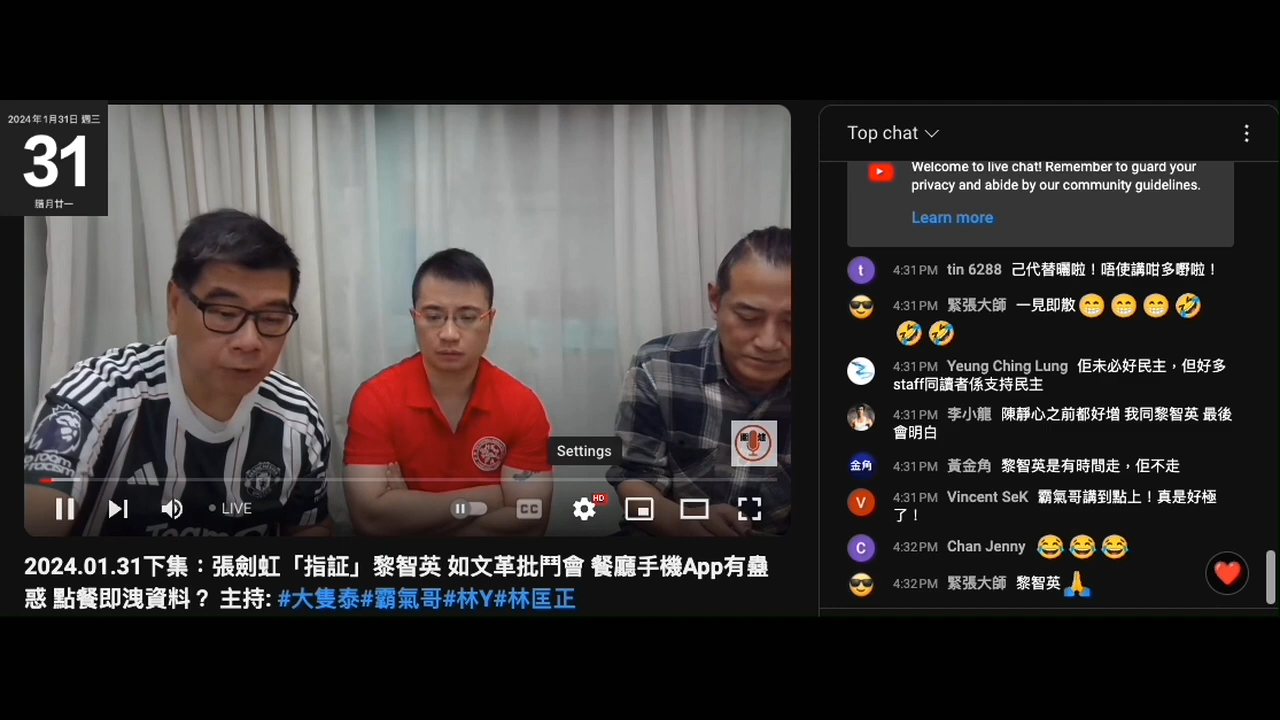 2024年1月31日 週三
31
臘月廿一
Settings
HD
LIVE
CC
2024.01.31下集：張劍虹「指証」黎智英 如文革批鬥會 餐廳手機App有蠱
惑 點餐即洩資料？ 主持: #大隻泰#霸氣哥#林Y#林匡正
Top chat
Welcome to live chat! Remember to guard your
privacy and abide by our community guidelines.
Learn more
t 4:31 PM tin 6288 己代替曬啦！唔使講咁多嘢啦！
4:31 PM 緊張大師 一見即散😁😁😁🤣
🤣🤣
4:31 PM Yeung Ching Lung 佢未必好民主，但好多
staff同讀者係支持民主
4:31 PM 李小龍 陳靜心之前都好增 我同黎智英 最後
會明白
金角 4:31 PM 黃金角 黎智英是有時間走，佢不走
V 4:31 PM Vincent SeK 霸氣哥講到點上！真是好極
了！
C 4:32 PM Chan Jenny 😂😂😂
4:32 PM 緊張大師 黎智英🙏